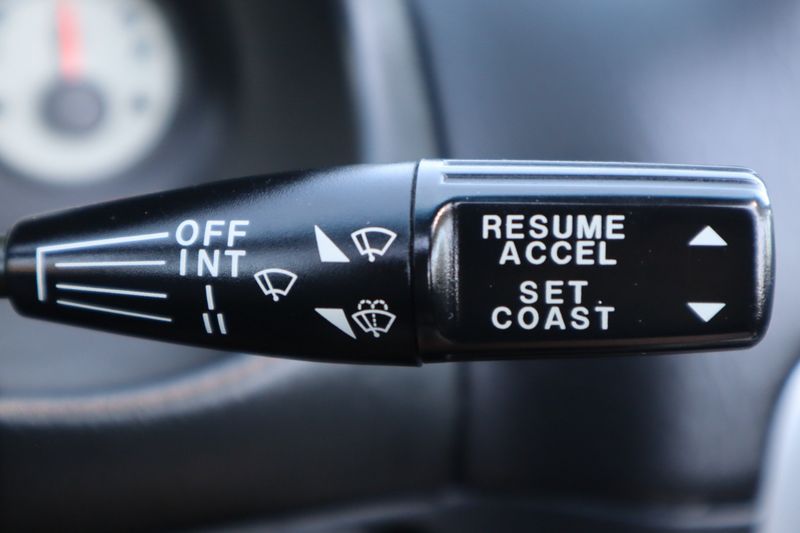 OFF
INT
I
II
RESUME
ACCEL
SET
COAST